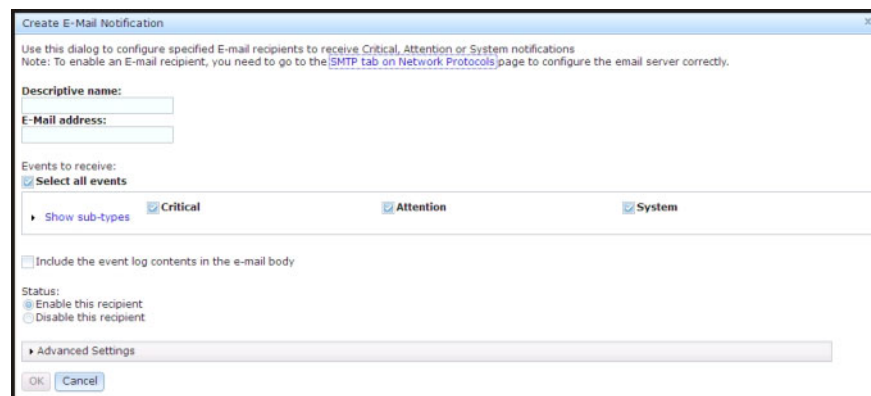 Create E-Mail Notification
x
Use this dialog to configure specified E-mail recipients to receive Critical, Attention or System notifications
Note: To enable an E-mail recipient, you need to go to the SMTP tab on Network Protocols page to configure the email server correctly.
Descriptive name:
E-Mail address:
Events to receive:
Select all events
Show sub-types Critical Attention System
Include the event log contents in the e-mail body
Status:
Enable this recipient
Disable this recipient
Advanced Settings
OK Cancel